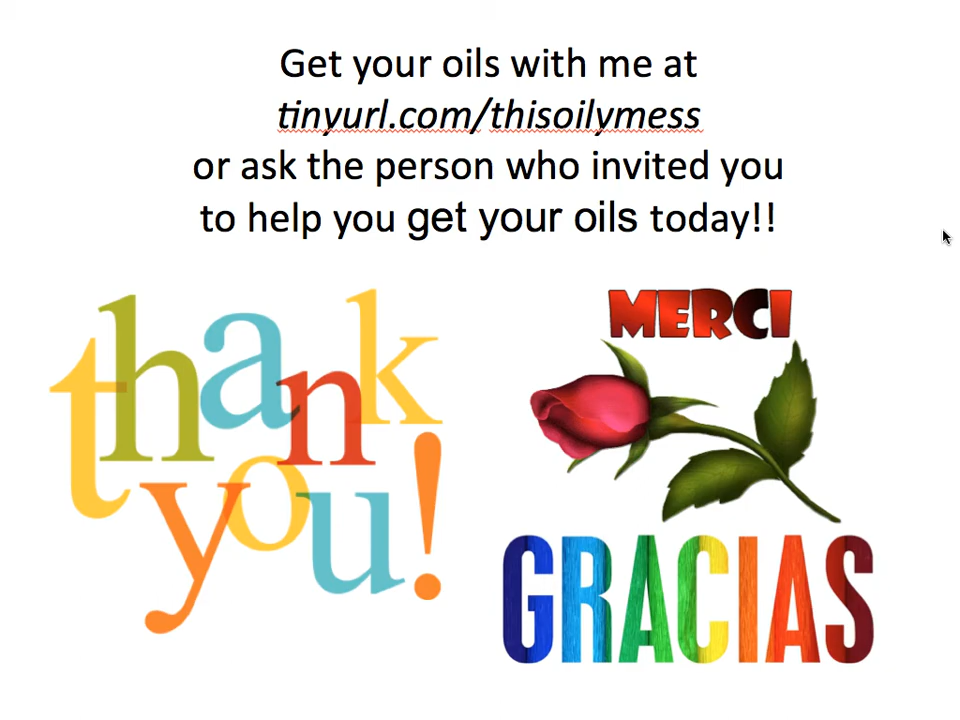 Get your oils with me at
tinyurl.com/thisoilymess
or ask the person who invited you
to help you get your oils today!!
thank
you!
MERCI
GRACIAS